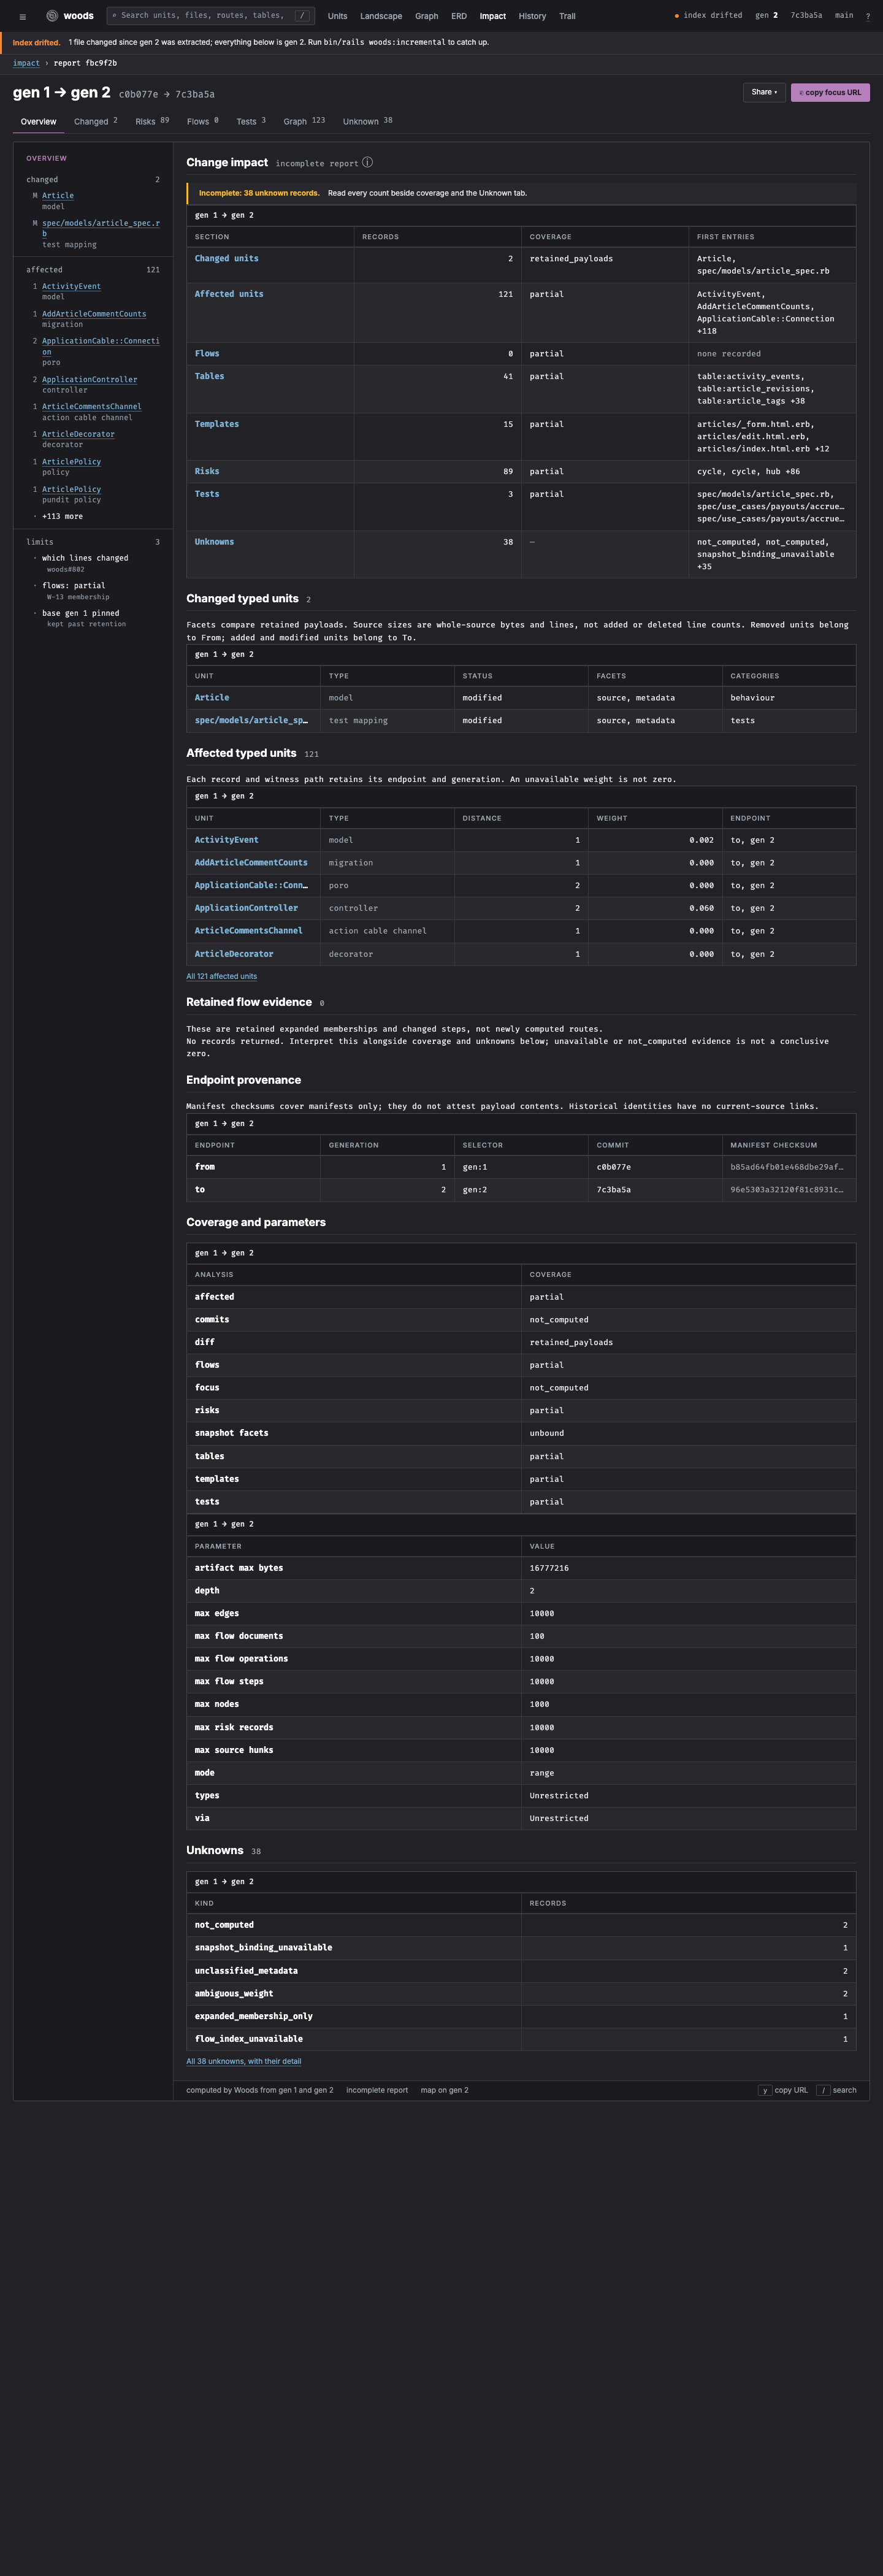 ≡ woods ⌕ Search units, files, routes, tables, / Units Landscape Graph ERD Impact History Trail ● index drifted gen 2 7c3ba5a main ?
Index drifted. 1 file changed since gen 2 was extracted; everything below is gen 2. Run bin/rails woods:incremental to catch up.
impact › report fbc9f2b
gen 1 → gen 2 c0b077e → 7c3ba5a Share ▾ copy focus URL
Overview Changed 2 Risks 89 Flows 0 Tests 3 Graph 123 Unknown 38
OVERVIEW
changed 2
M Article
model
M spec/models/article_spec.r
b
test mapping
affected 121
1 ActivityEvent
model
1 AddArticleCommentCounts
migration
2 ApplicationCable::Connecti
on
poro
2 ApplicationController
controller
1 ArticleCommentsChannel
action cable channel
1 ArticleDecorator
decorator
1 ArticlePolicy
policy
1 ArticlePolicy
pundit policy
· +113 more
limits 3
· which lines changed
woods#802
· flows: partial
W-13 membership
· base gen 1 pinned
kept past retention
Change impact incomplete report ⓘ
Incomplete: 38 unknown records. Read every count beside coverage and the Unknown tab.
gen 1 → gen 2
SECTION RECORDS COVERAGE FIRST ENTRIES
Changed units 2 retained_payloads Article,
spec/models/article_spec.rb
Affected units 121 partial ActivityEvent,
AddArticleCommentCounts,
ApplicationCable::Connection
+118
Flows 0 partial none recorded
Tables 41 partial table:activity_events,
table:article_revisions,
table:article_tags +38
Templates 15 partial articles/_form.html.erb,
articles/edit.html.erb,
articles/index.html.erb +12
Risks 89 partial cycle, cycle, hub +86
Tests 3 partial spec/models/article_spec.rb,
spec/use_cases/payouts/accrue…
spec/use_cases/payouts/accrue…
Unknowns 38 — not_computed, not_computed,
snapshot_binding_unavailable
+35
Changed typed units 2
Facets compare retained payloads. Source sizes are whole-source bytes and lines, not added or deleted line counts. Removed units belong
to From; added and modified units belong to To.
gen 1 → gen 2
UNIT TYPE STATUS FACETS CATEGORIES
Article model modified source, metadata behaviour
spec/models/article_sp… test mapping modified source, metadata tests
Affected typed units 121
Each record and witness path retains its endpoint and generation. An unavailable weight is not zero.
gen 1 → gen 2
UNIT TYPE DISTANCE WEIGHT ENDPOINT
ActivityEvent model 1 0.002 to, gen 2
AddArticleCommentCounts migration 1 0.000 to, gen 2
ApplicationCable::Conn… poro 2 0.000 to, gen 2
ApplicationController controller 2 0.060 to, gen 2
ArticleCommentsChannel action cable channel 1 0.000 to, gen 2
ArticleDecorator decorator 1 0.000 to, gen 2
All 121 affected units
Retained flow evidence 0
These are retained expanded memberships and changed steps, not newly computed routes.
No records returned. Interpret this alongside coverage and unknowns below; unavailable or not_computed evidence is not a conclusive
zero.
Endpoint provenance
Manifest checksums cover manifests only; they do not attest payload contents. Historical identities have no current-source links.
gen 1 → gen 2
ENDPOINT GENERATION SELECTOR COMMIT MANIFEST CHECKSUM
from 1 gen:1 c0b077e b85ad64fb01e468dbe29af…
to 2 gen:2 7c3ba5a 96e5303a32120f81c8931c…
Coverage and parameters
gen 1 → gen 2
ANALYSIS COVERAGE
affected partial
commits not_computed
diff retained_payloads
flows partial
focus not_computed
risks partial
snapshot facets unbound
tables partial
templates partial
tests partial
gen 1 → gen 2
PARAMETER VALUE
artifact max bytes 16777216
depth 2
max edges 10000
max flow documents 100
max flow operations 10000
max flow steps 10000
max nodes 1000
max risk records 10000
max source hunks 10000
mode range
types Unrestricted
via Unrestricted
Unknowns 38
gen 1 → gen 2
KIND RECORDS
not_computed 2
snapshot_binding_unavailable 1
unclassified_metadata 2
ambiguous_weight 2
expanded_membership_only 1
flow_index_unavailable 1
All 38 unknowns, with their detail
computed by Woods from gen 1 and gen 2 incomplete report map on gen 2 y copy URL / search